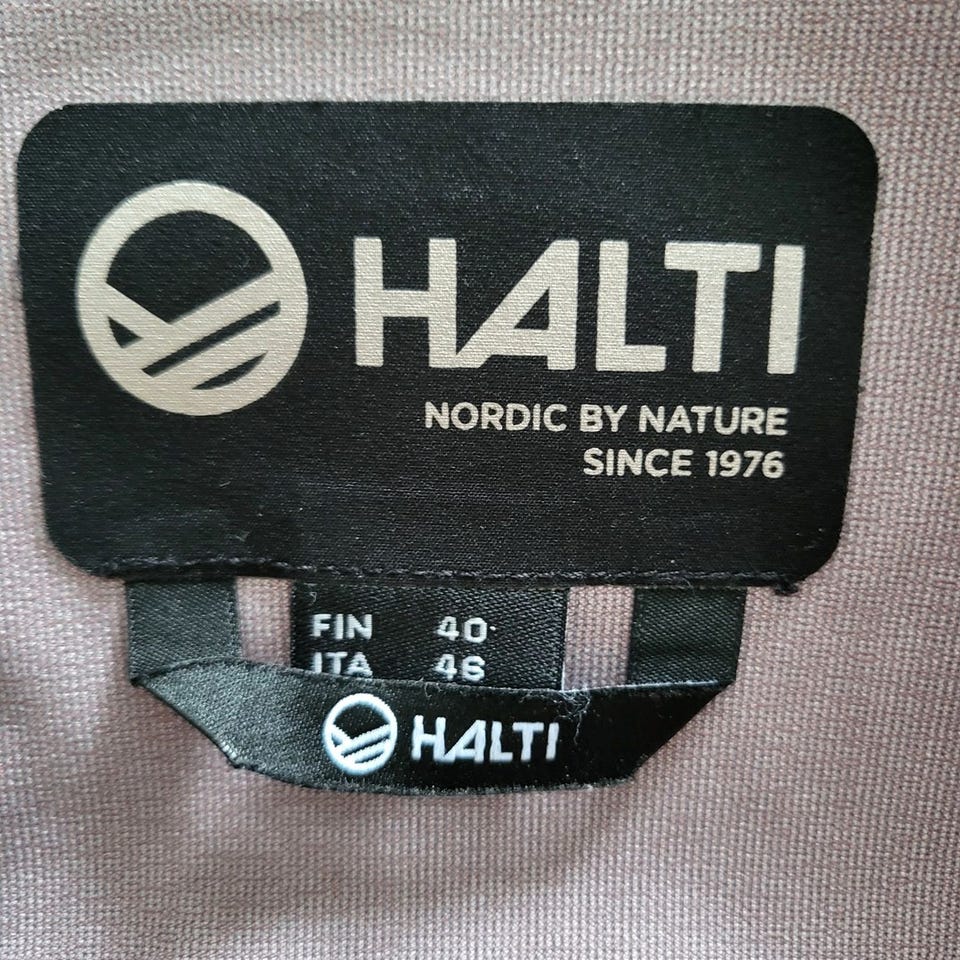 HALTI
NORDIC BY NATURE
SINCE 1976
FIN 40
ITA 46
HALTI